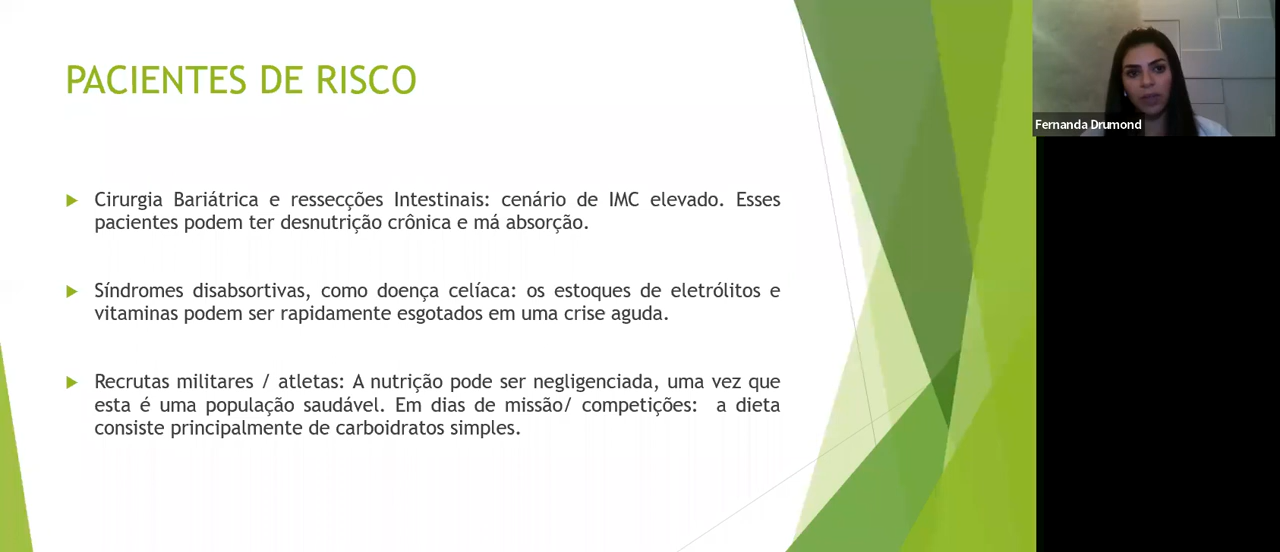 PACIENTES DE RISCO
Cirurgia Bariátrica e ressecções Intestinais: cenário de IMC elevado. Esses
pacientes podem ter desnutrição crônica e má absorção.
Síndromes disabsortivas, como doença celíaca: os estoques de eletrólitos e
vitaminas podem ser rapidamente esgotados em uma crise aguda.
Recrutas militares / atletas: A nutrição pode ser negligenciada, uma vez que
esta é uma população saudável. Em dias de missão/ competições: a dieta
consiste principalmente de carboidratos simples.
Fernanda Drumond